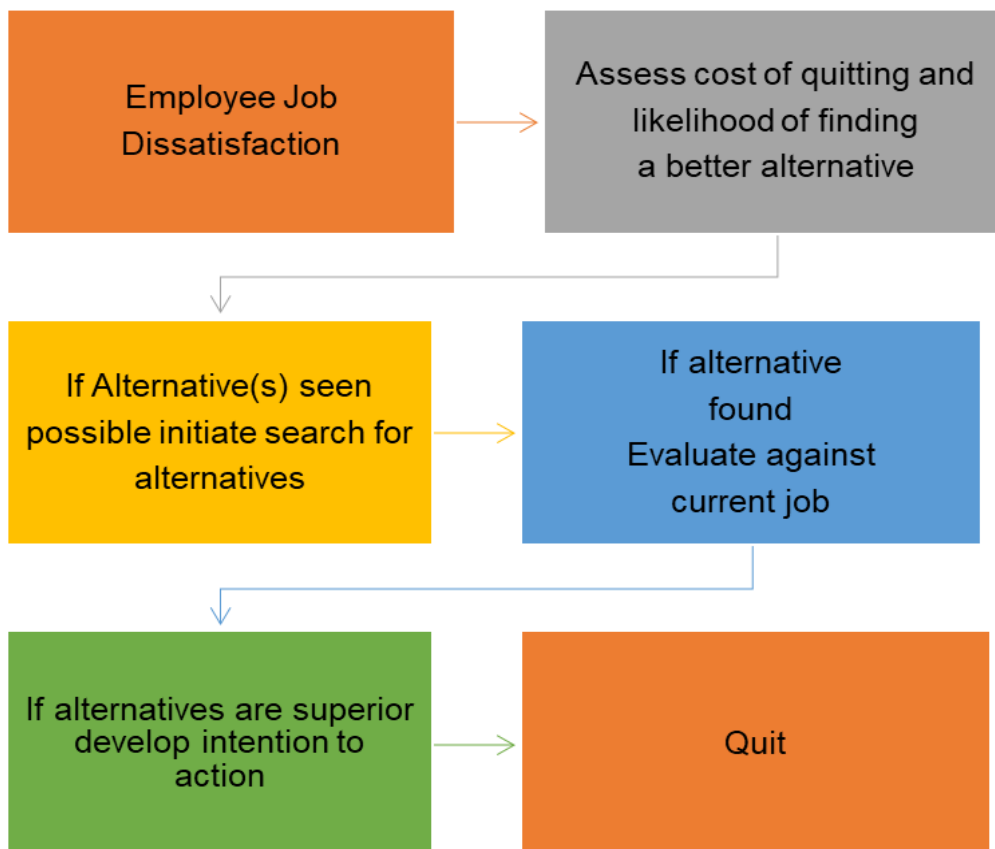 Employee Job
Dissatisfaction
Assess cost of quitting and
likelihood of finding
a better alternative
If Alternative(s) seen
possible initiate search for
alternatives
If alternative
found
Evaluate against
current job
If alternatives are superior
develop intention to
action
Quit